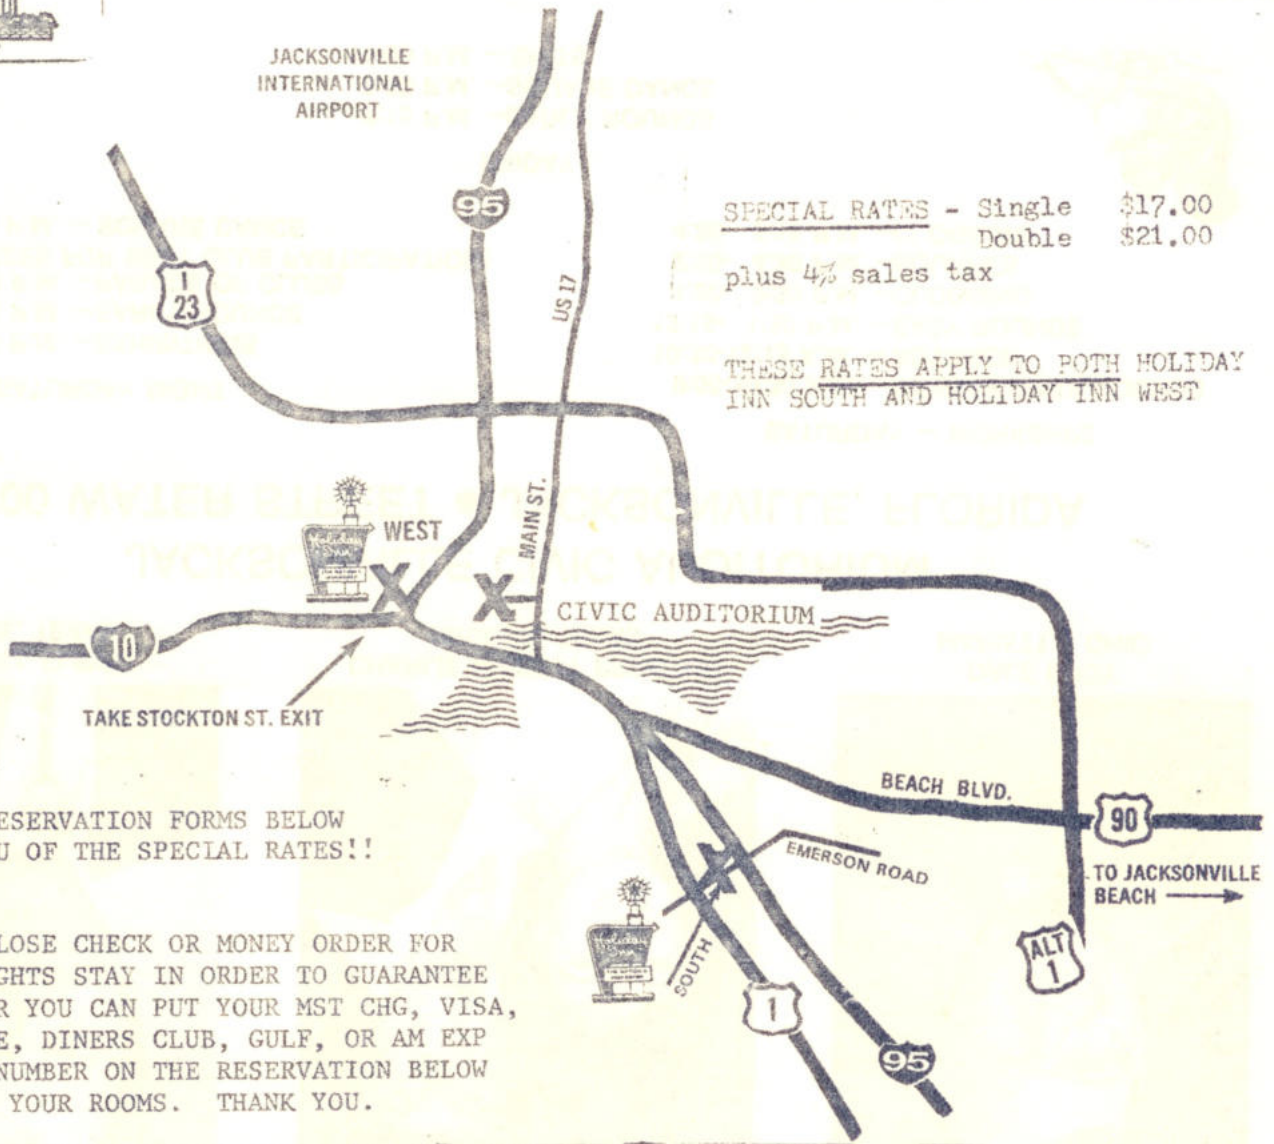 JACKSONVILLE
INTERNATIONAL
AIRPORT
95
SPECIAL RATES - Single $17.00
Double $21.00
plus 4% sales tax
1
23
US 17
THESE RATES APPLY TO POTH HOLIDAY
INN SOUTH AND HOLIDAY INN WEST
MAIN ST.
WEST
X
X
CIVIC AUDITORIUM
10
TAKE STOCKTON ST. EXIT
BEACH BLVD.
90
ESERVATION FORMS BELOW
U OF THE SPECIAL RATES!!
EMERSON ROAD
X
TO JACKSONVILLE
BEACH
SOUTH
ALT
1
LOSE CHECK OR MONEY ORDER FOR
GHTS STAY IN ORDER TO GUARANTEE
R YOU CAN PUT YOUR MST CHG, VISA,
E, DINERS CLUB, GULF, OR AM EXP
NUMBER ON THE RESERVATION BELOW
YOUR ROOMS. THANK YOU.
1
95